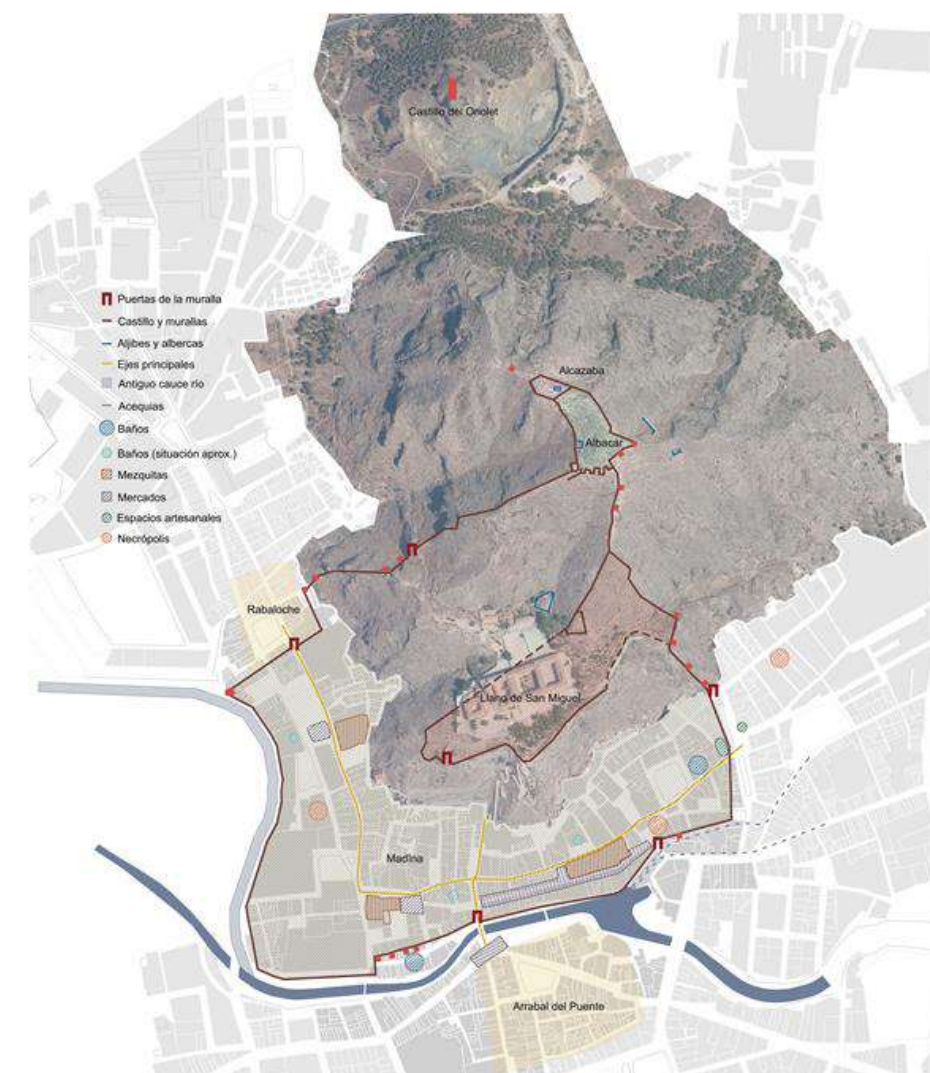 Castillo del Oriolet
Puertas de la muralla
Castillo y murallas
Aljibes y albercas
Ejes principales
Antiguo cauce río
Acequias
Baños
Baños (situación aprox.)
Mezquitas
Mercados
Espacios artesanales
Necrópolis
Alcazaba
Albacar
Rabaloche
Llano de San Miguel
Madīna
Arrabal del Puente